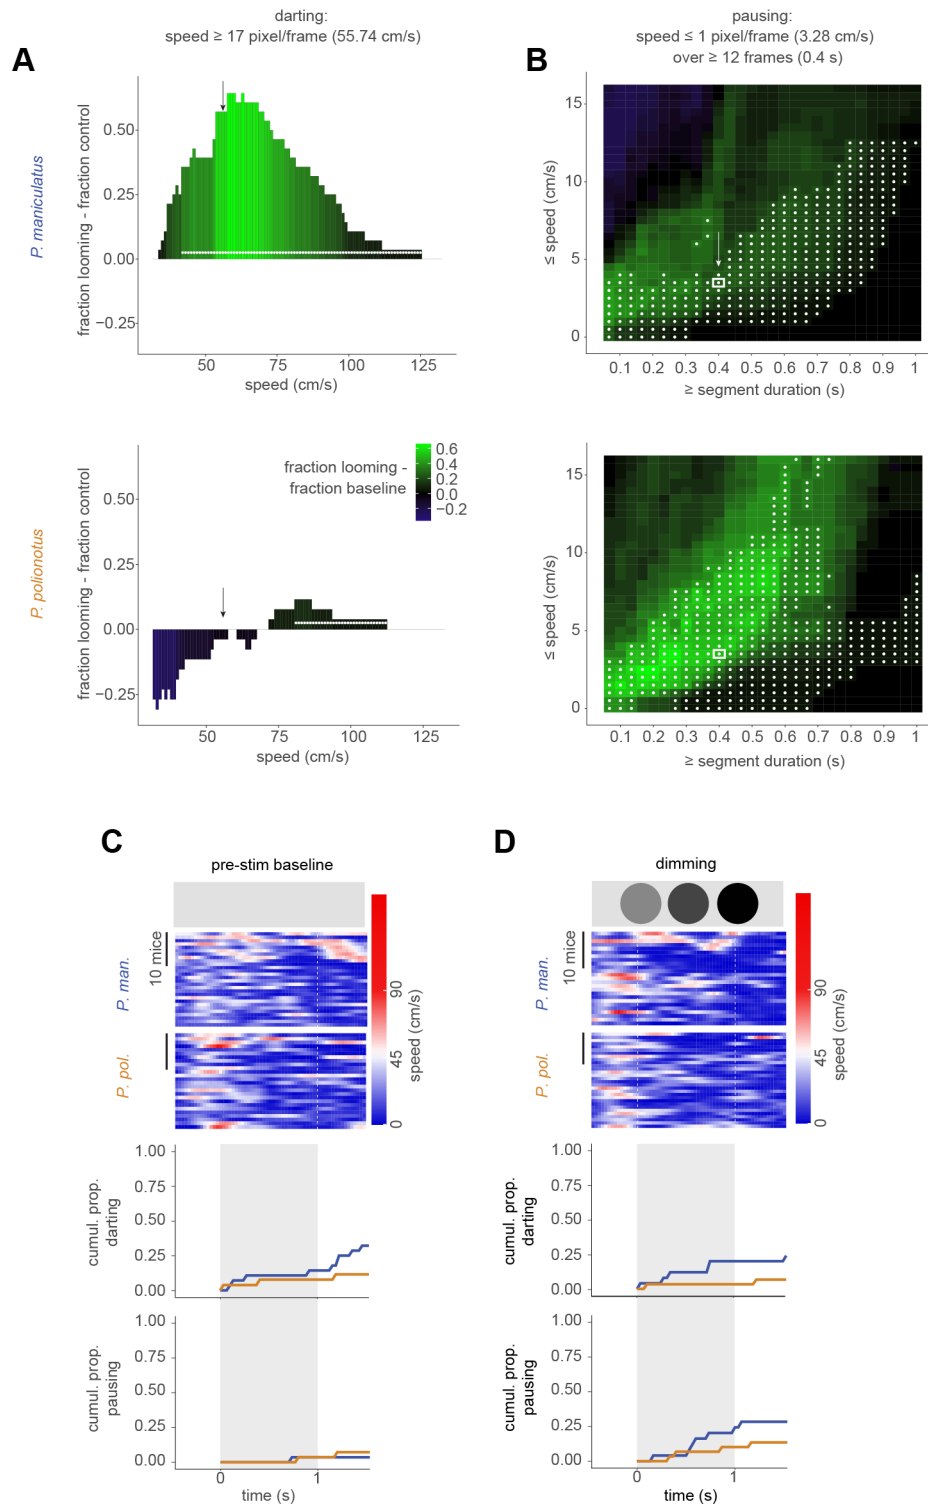 darting:
speed ≥ 17 pixel/frame (55.74 cm/s)
pausing:
speed ≤ 1 pixel/frame (3.28 cm/s)
over ≥ 12 frames (0.4 s)
A
B
P. maniculatus
fraction looming - fraction control
0.50
0.25
0.00
−0.25
50
75
100
125
speed (cm/s)
≤ speed (cm/s)
15
10
5
0
0.1 0.2 0.3 0.4 0.5 0.6 0.7 0.8 0.9 1
≥ segment duration (s)
P. polionotus
fraction looming - fraction control
0.50
0.25
0.00
−0.25
50
75
100
125
speed (cm/s)
fraction looming -
fraction baseline
0.6
0.4
0.2
0.0
−0.2
≤ speed (cm/s)
15
10
5
0
0.1 0.2 0.3 0.4 0.5 0.6 0.7 0.8 0.9 1
≥ segment duration (s)
C
pre-stim baseline
10 mice
P. man.
P. pol.
90
45
0
speed (cm/s)
cumul. prop.
darting
1.00
0.75
0.50
0.25
0.00
cumul. prop.
pausing
1.00
0.75
0.50
0.25
0.00
0
1
time (s)
D
dimming
10 mice
P. man.
P. pol.
90
45
0
speed (cm/s)
cumul. prop.
darting
1.00
0.75
0.50
0.25
0.00
cumul. prop.
pausing
1.00
0.75
0.50
0.25
0.00
0
1
time (s)